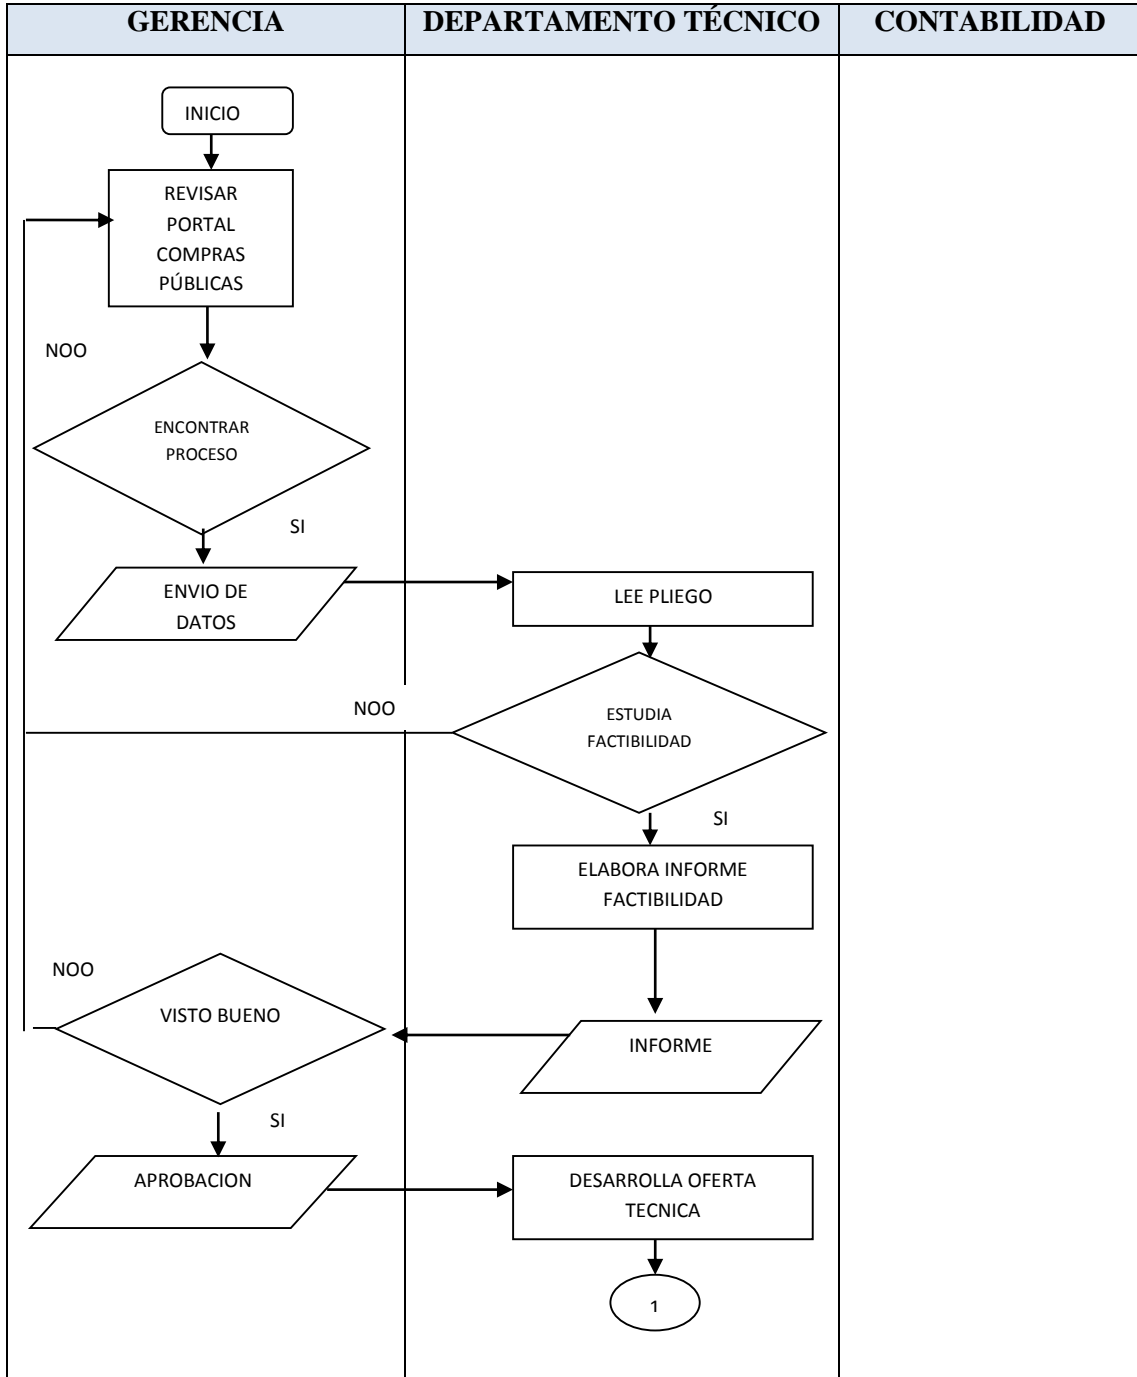 GERENCIA
DEPARTAMENTO TÉCNICO
CONTABILIDAD
INICIO
REVISAR
PORTAL
COMPRAS
PÚBLICAS
NOO
ENCONTRAR
PROCESO
SI
ENVIO DE
DATOS
LEE PLIEGO
NOO
ESTUDIA
FACTIBILIDAD
SI
ELABORA INFORME
FACTIBILIDAD
NOO
VISTO BUENO
INFORME
SI
APROBACION
DESARROLLA OFERTA
TECNICA
1